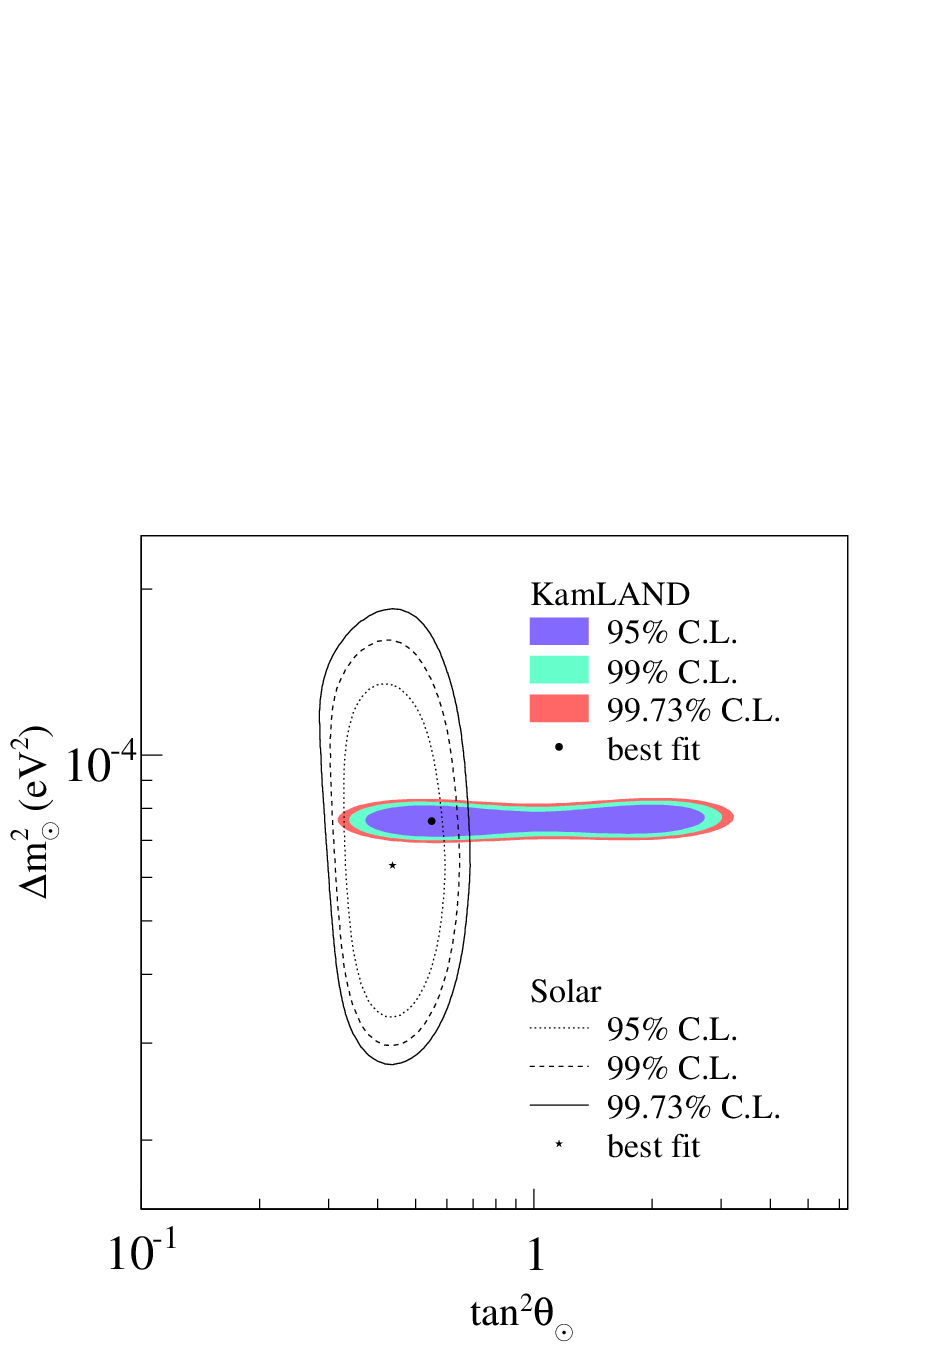 KamLAND
95% C.L.
99% C.L.
99.73% C.L.
best fit
Δm²☉ (eV²)
10⁻⁴
Solar
95% C.L.
99% C.L.
99.73% C.L.
best fit
10⁻¹
1
tan²θ☉